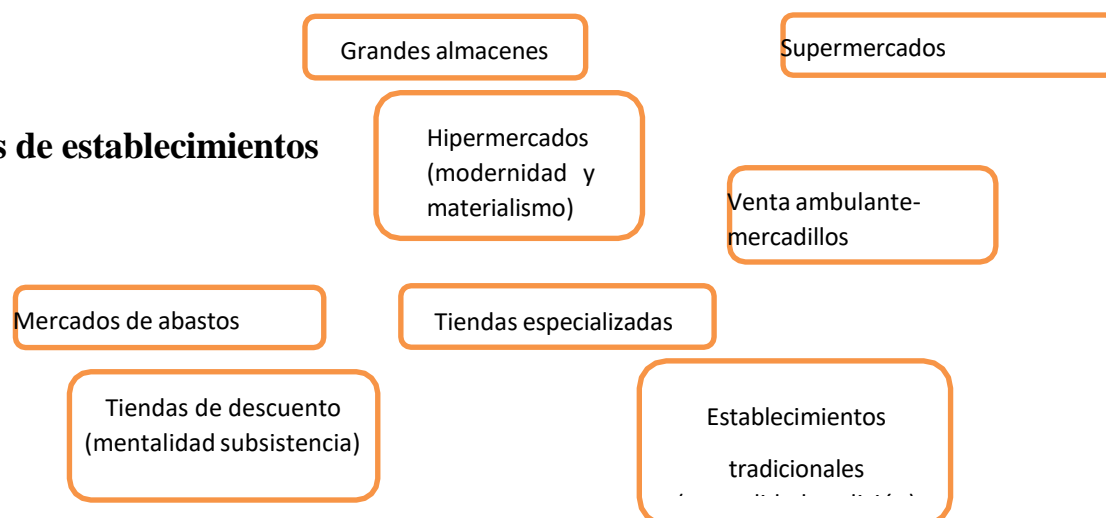 Grandes almacenes
Supermercados
de establecimientos
Hipermercados
(modernidad y
materialismo)
Venta ambulante-
mercadillos
Mercados de abastos
Tiendas especializadas
Tiendas de descuento
(mentalidad subsistencia)
Establecimientos
tradicionales